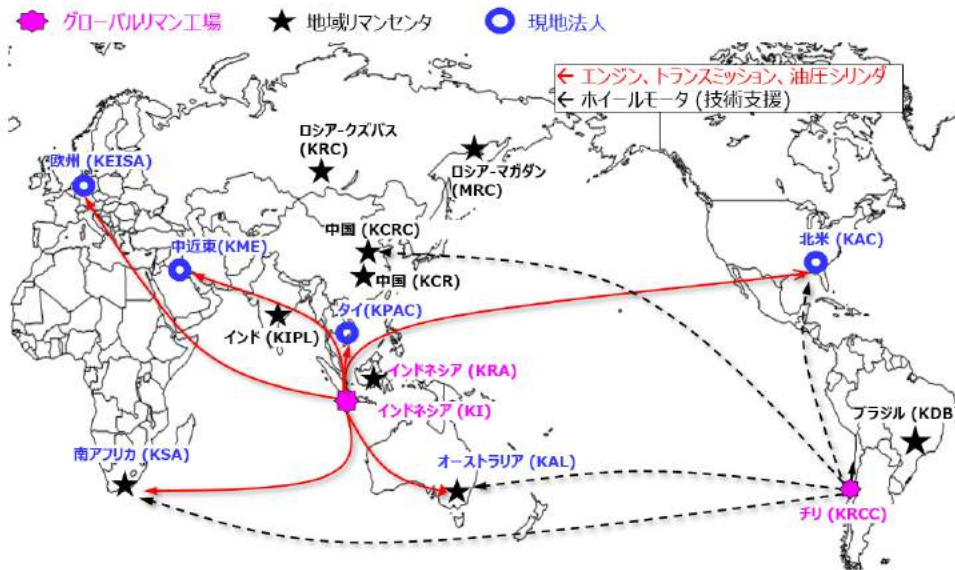 グローバルリマン工場
地域リマンセンタ
現地法人
← エンジン、トランスミッション、油圧シリンダ
← ホイールモータ (技術支援)
ロシア-クズバス
(KRC)
ロシア-マガダン
(MRC)
欧州 (KEISA)
中国 (KCRC)
北米 (KAC)
中近東(KME)
中国 (KCR)
タイ(KPAC)
インド (KIPL)
インドネシア (KRA)
インドネシア (KI)
ブラジル (KDB
南アフリカ (KSA)
オーストラリア (KAL)
チリ (KRCC)